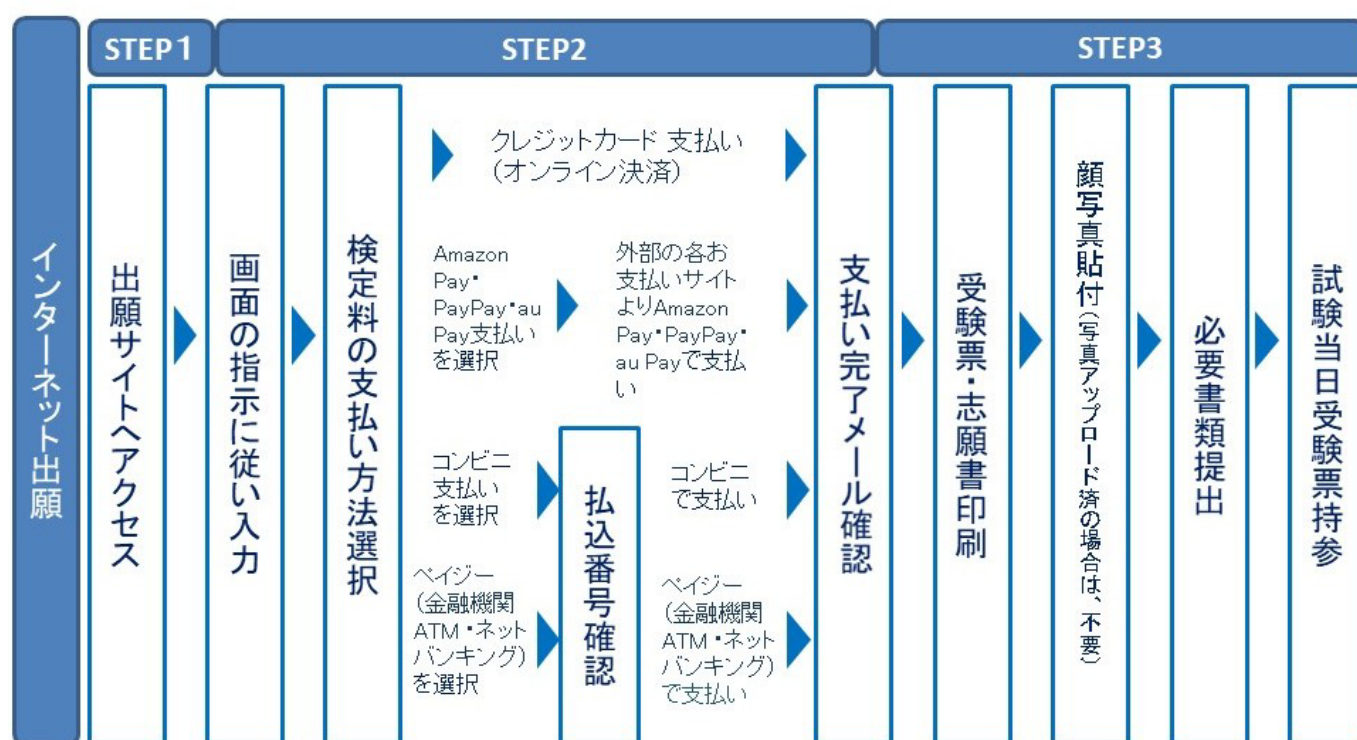 インターネット出願
STEP1
STEP2
STEP3
出願サイトへアクセス
画面の指示に従い入力
検定料の支払い方法選択
クレジットカード 支払い
(オンライン決済)
Amazon
Pay・
PayPay・au
Pay支払い
を選択
外部の各お
支払いサイト
よりAmazon
Pay・PayPay・
au Payで支払
い
コンビニ
支払い
を選択
ペイジー
(金融機関
ATM・ネット
バンキング)
を選択
払込番号確認
コンビニ
で支払い
ペイジー
(金融機関
ATM・ネット
バンキング)
で支払い
支払い完了メール確認
受験票・志願書印刷
顔写真貼付(写真アップロード済の場合は、不要)
必要書類提出
試験当日受験票持参